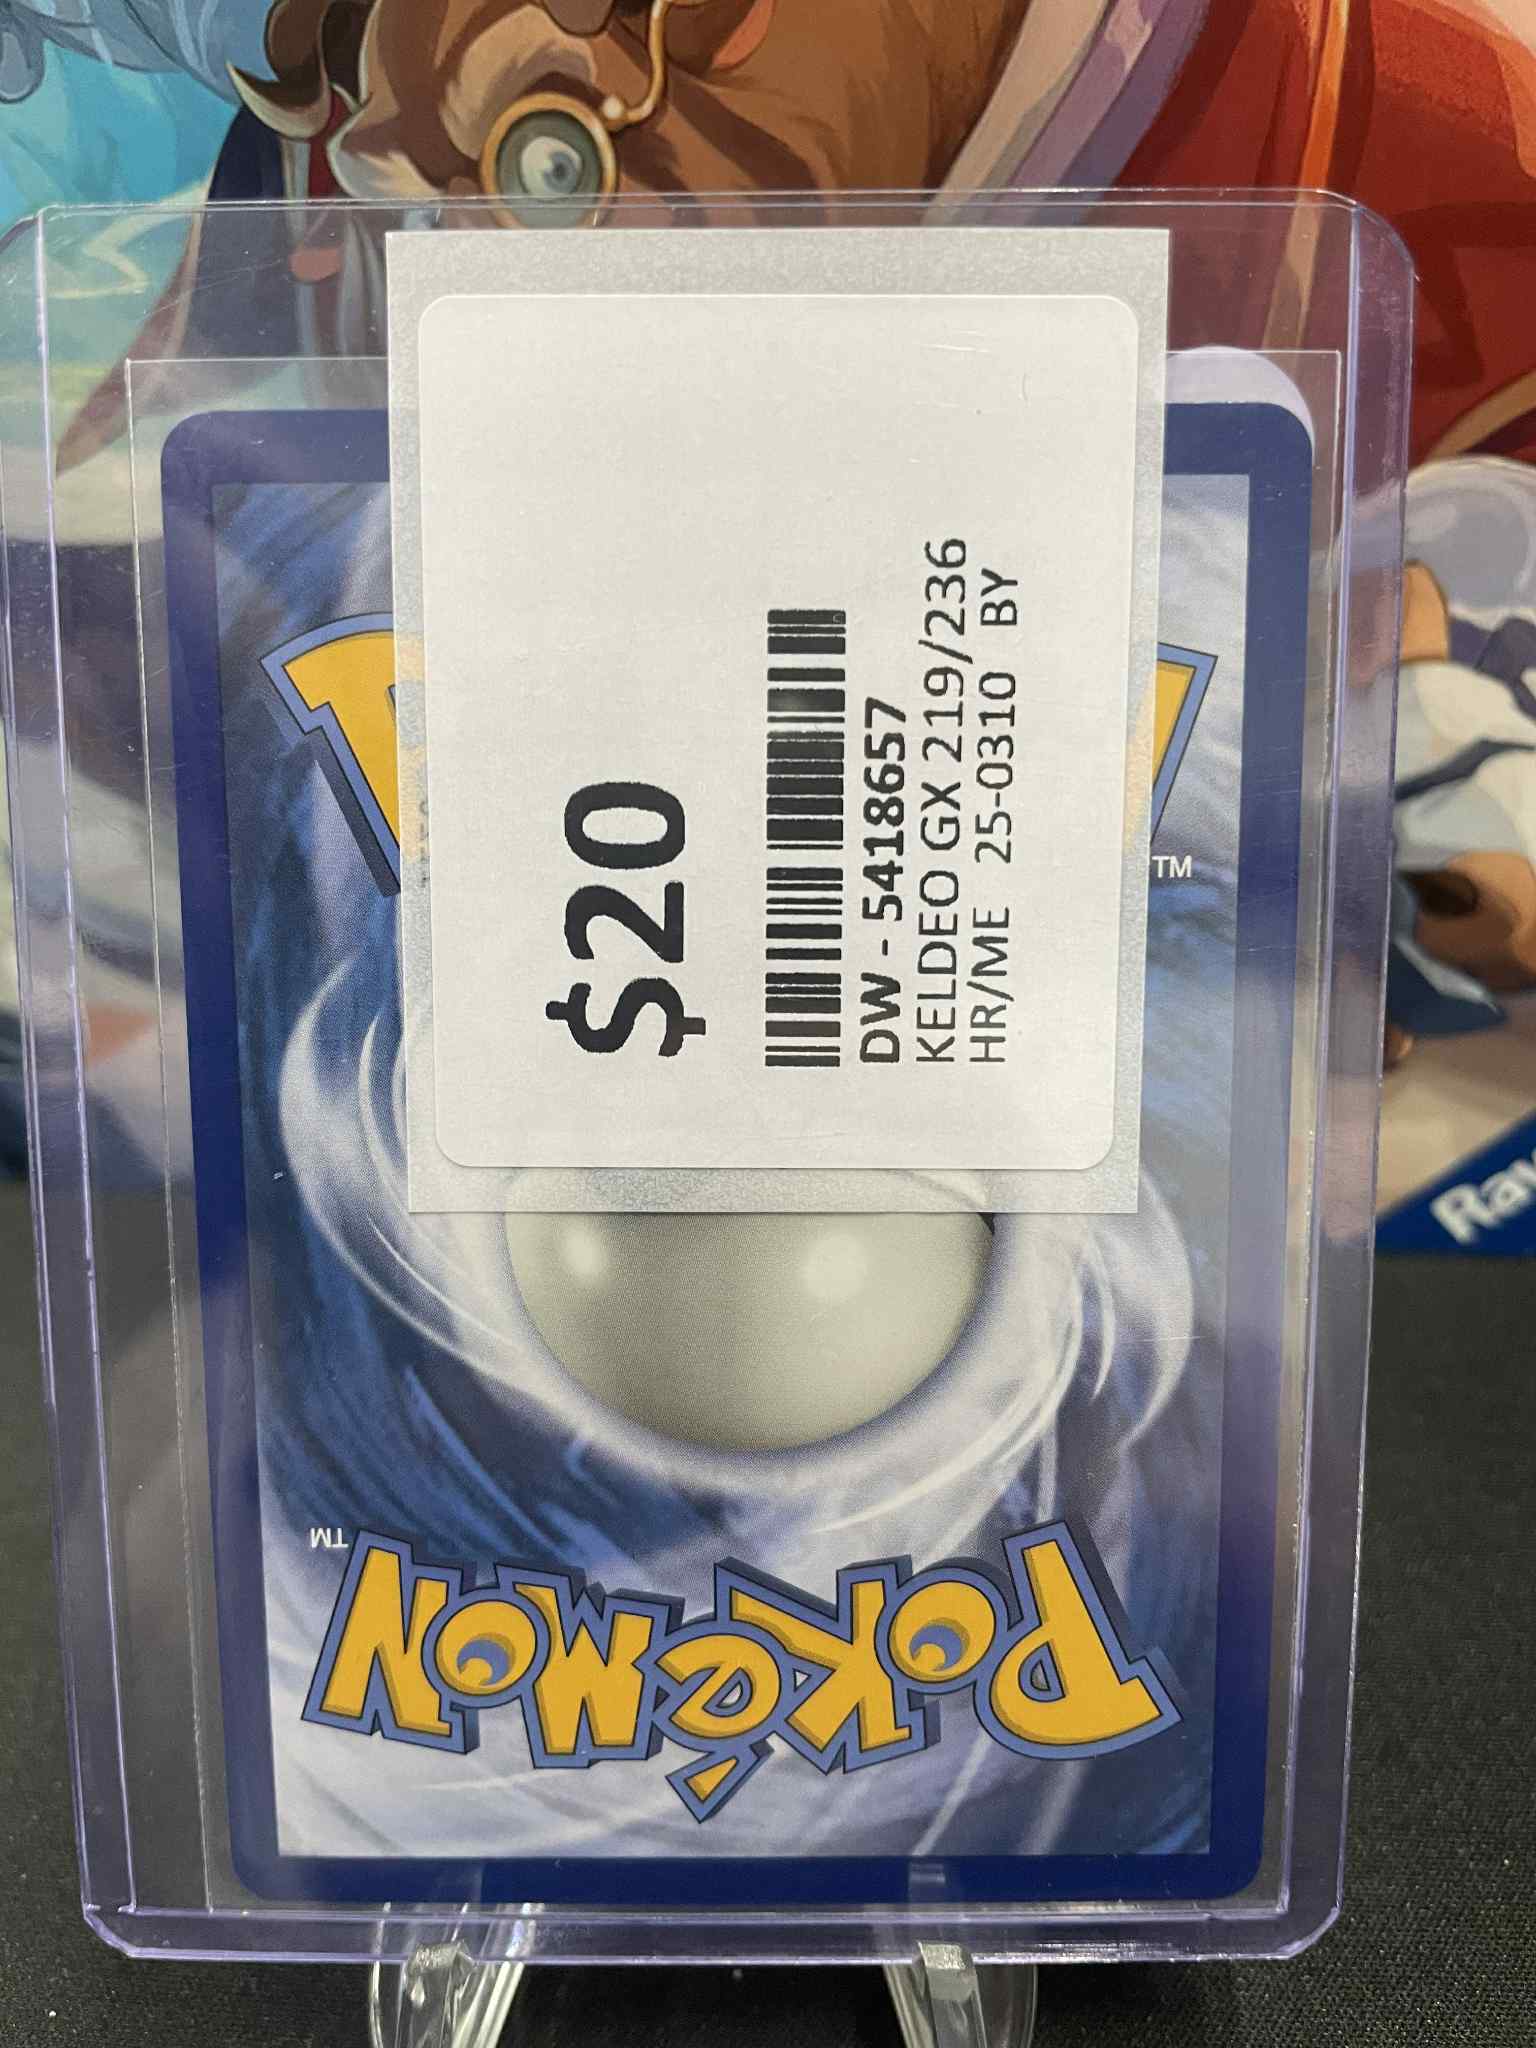 $20
DW - 5418657
KELDEO GX 219/236
HR/ME 25-0310 BY
TM
TM
POKéMON